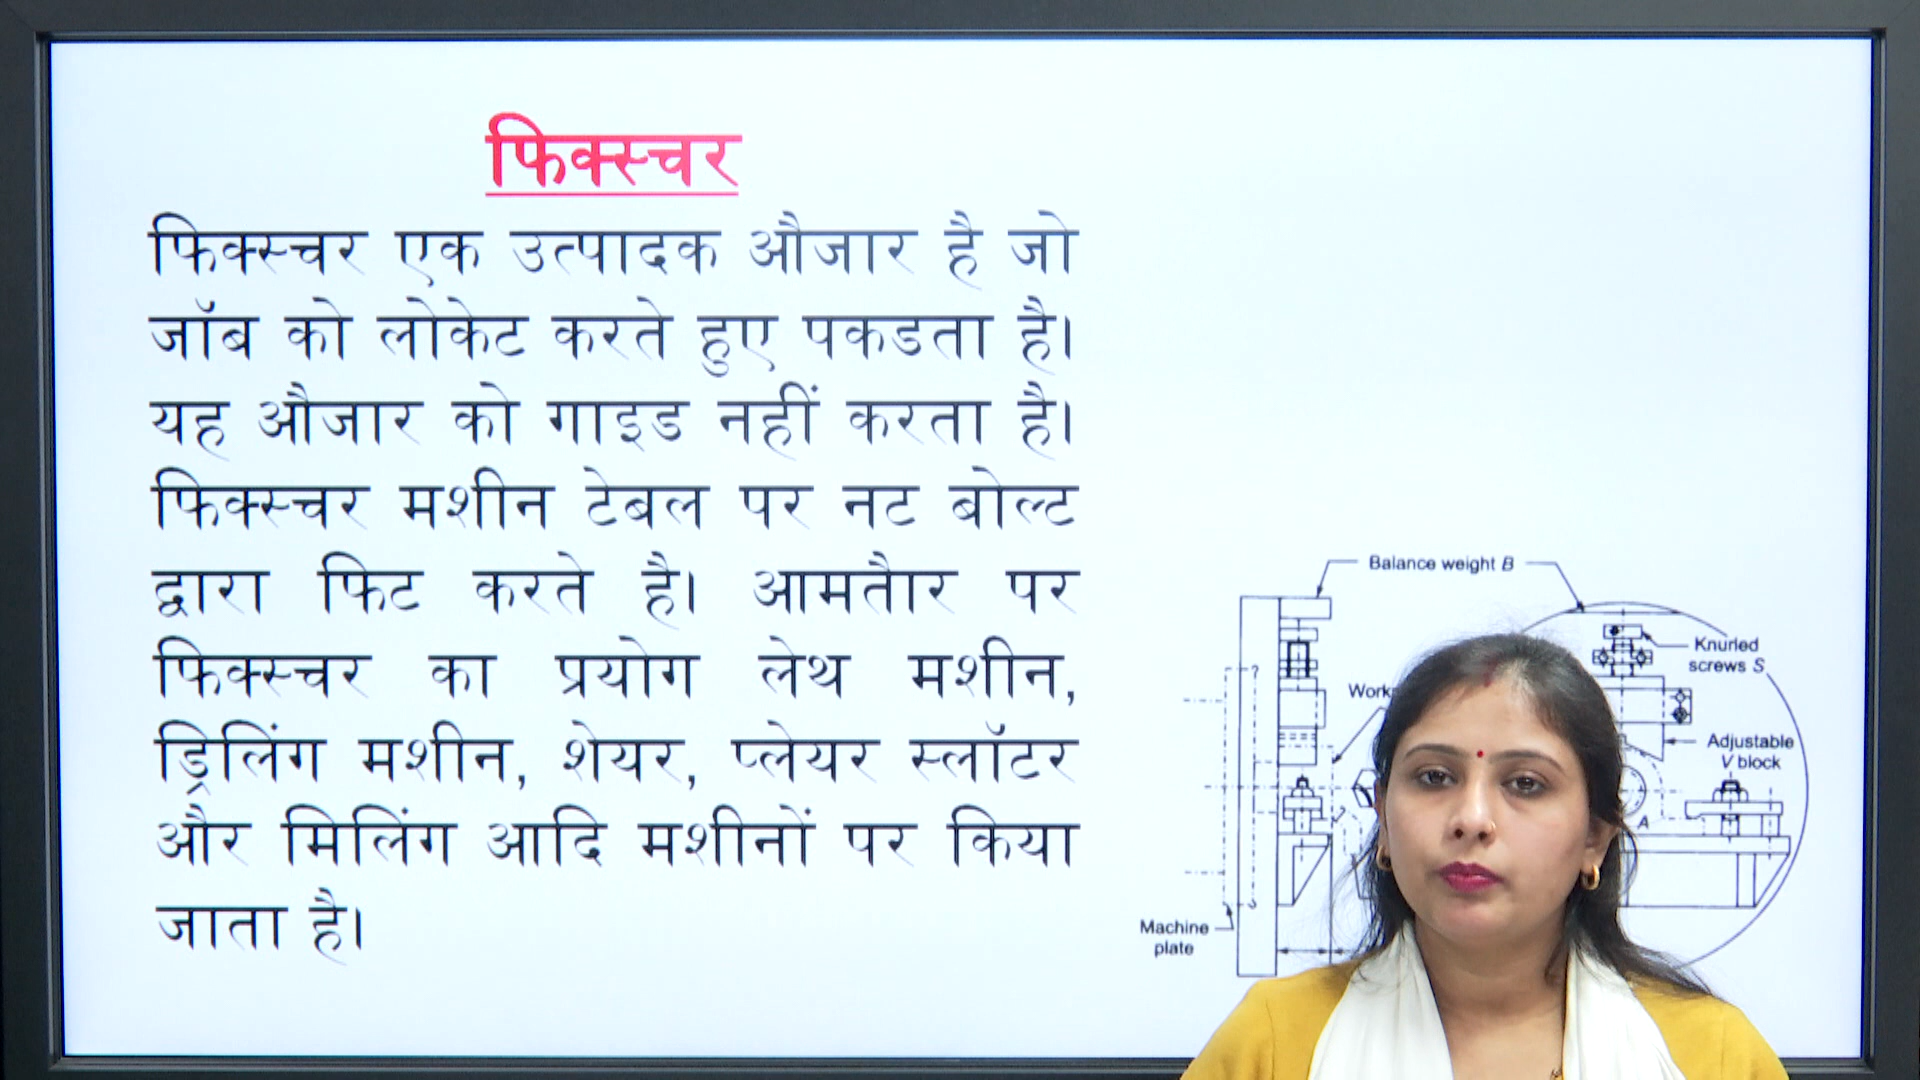 फिक्स्चर
फिक्स्चर एक उत्पादक औजार है जो
जॉब को लोकेट करते हुए पकडता है।
यह औजार को गाइड नहीं करता है।
फिक्स्चर मशीन टेबल पर नट बोल्ट
द्वारा फिट करते है। आमतौर पर
फिक्स्चर का प्रयोग लेथ मशीन,
ड्रिलिंग मशीन, शेयर, प्लेयर स्लॉटर
और मिलिंग आदि मशीनों पर किया
जाता है।
Balance weight B
Knurled
screws S
Adjustable
V block
A
Machine
plate